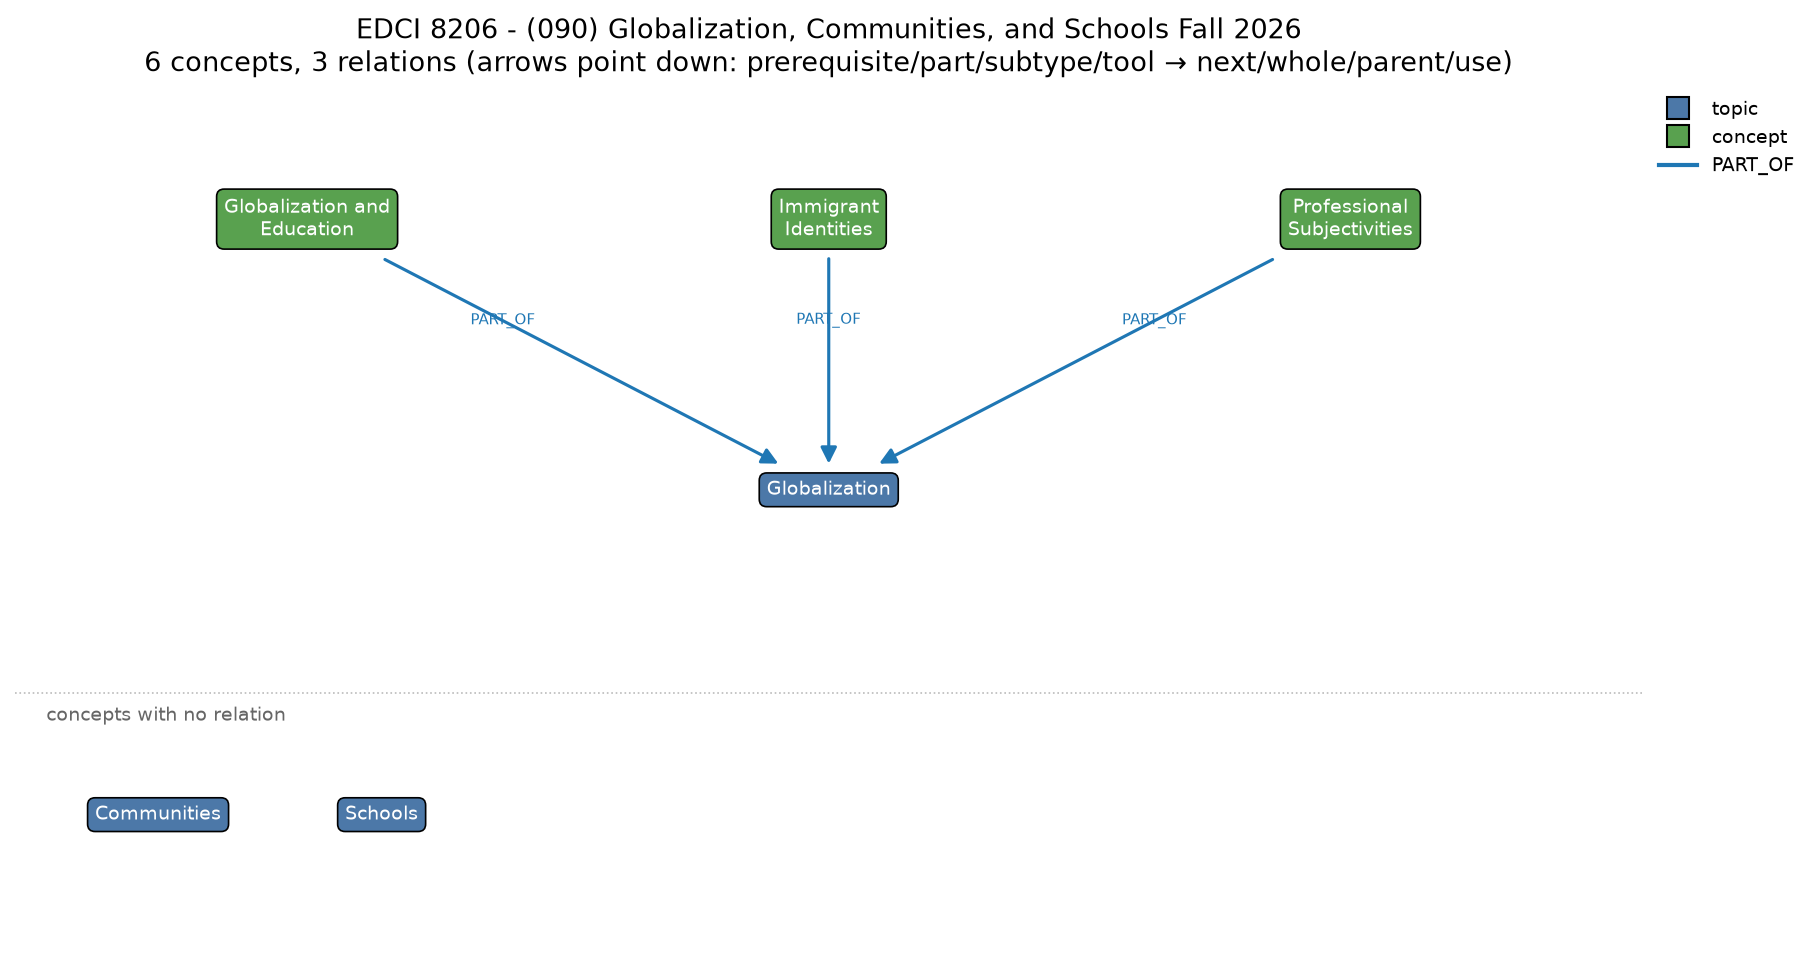 EDCI 8206 - (090) Globalization, Communities, and Schools Fall 2026
6 concepts, 3 relations (arrows point down: prerequisite/part/subtype/tool → next/whole/parent/use)
topic
concept
PART_OF
Globalization and
Education
Immigrant
Identities
Professional
Subjectivities
PART_OF
PART_OF
PART_OF
Globalization
concepts with no relation
Communities
Schools